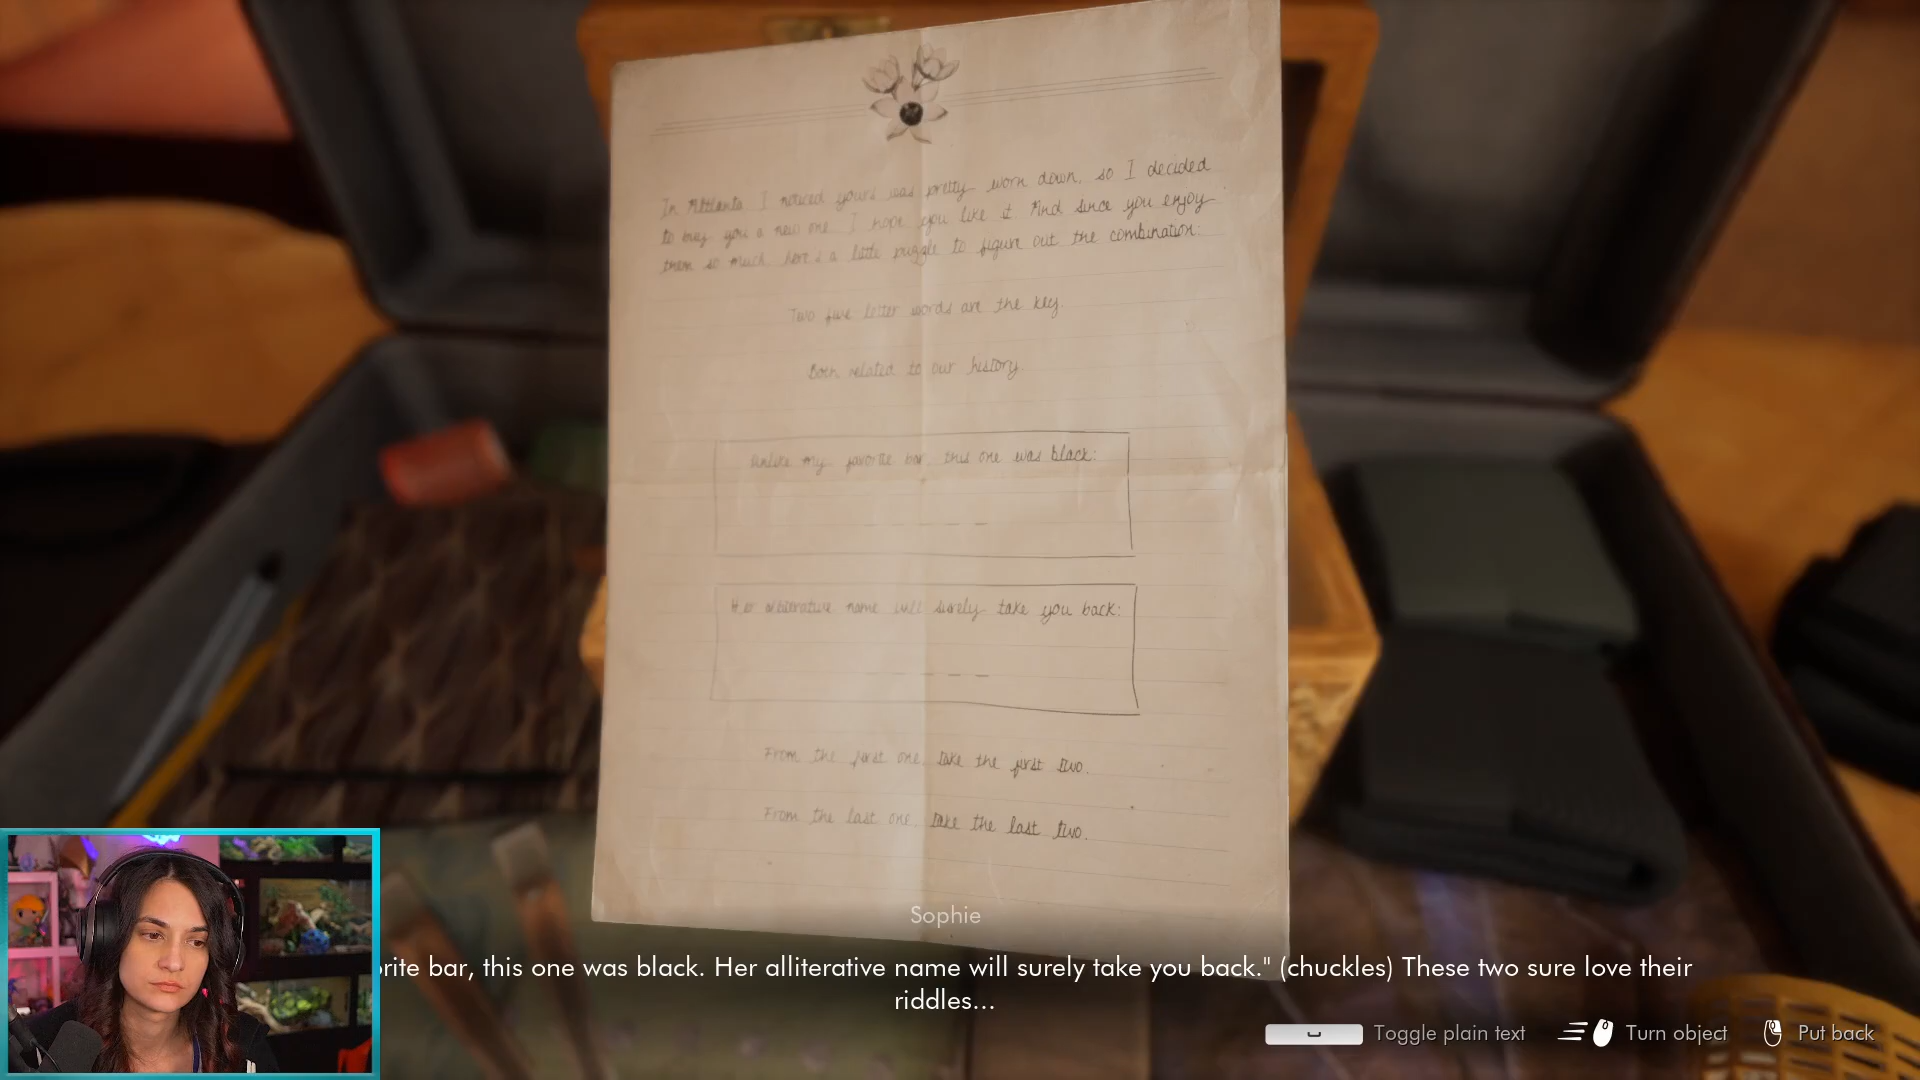 In Atlanta I noticed yours was pretty worn down, so I decided
to buy you a new one. I hope you like it. And since you enjoy
them so much here's a little puzzle to figure out the combination:
Two five letter words are the key.
Both related to our history.
Unlike my favorite bar, this one was black:
Her alliterative name will surely take you back:
From the first one, take the first two.
From the last one, take the last two.
Sophie
rite bar, this one was black. Her alliterative name will surely take you back." (chuckles) These two sure love their
riddles...
Toggle plain text
Turn object
Put back